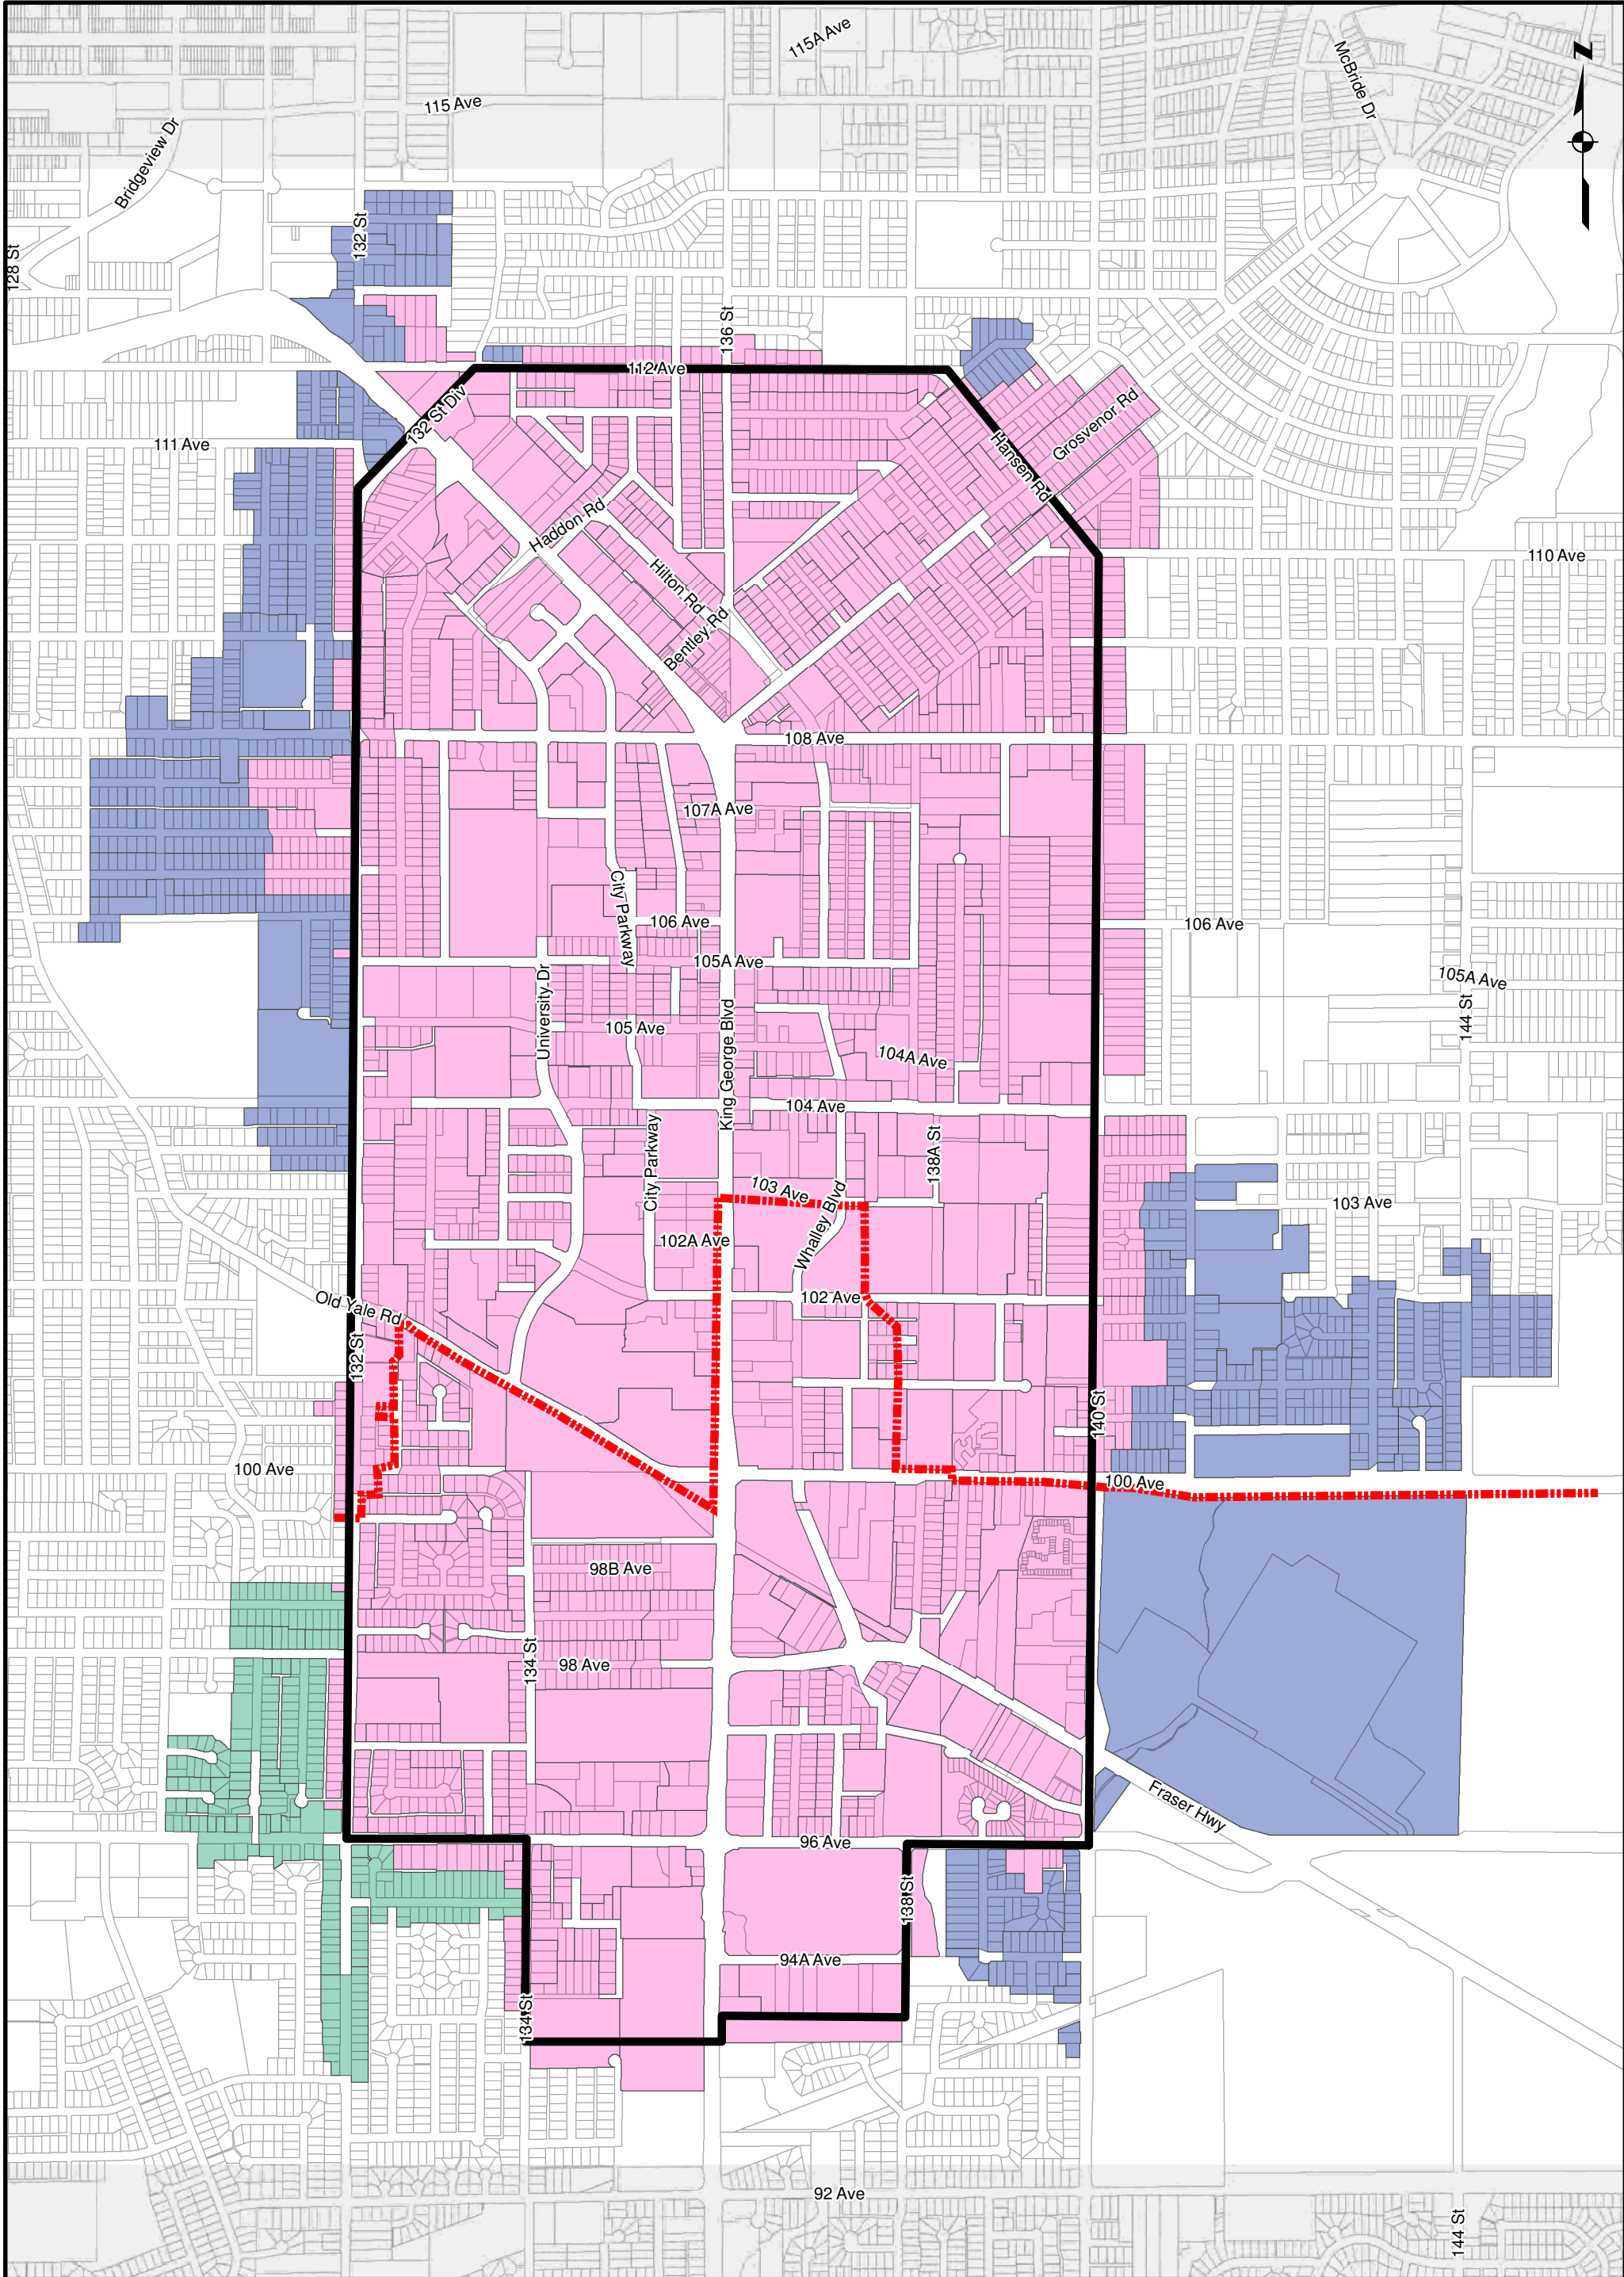 115A Ave
McBride Dr
Z
115 Ave
Bridgeview Dr
132 St
128 St
136 St
112 Ave
132 St Div
Grosvenor Rd
111 Ave
Hansen Rd
Haddon Rd
110 Ave
Hilton Rd
Bentley Rd
108 Ave
107A Ave
City Parkway
106 Ave
106 Ave
105A Ave
105A Ave
University Dr
144 St
105 Ave
King George Blvd
104A Ave
104 Ave
City Parkway
138A St
103 Ave
103 Ave
Whalley Blvd
102A Ave
102 Ave
Old Yale Rd
132 St
140 St
100 Ave
100 Ave
98B Ave
134 St
98 Ave
Fraser Hwy
96 Ave
138 St
94A Ave
134 St
92 Ave
144 St